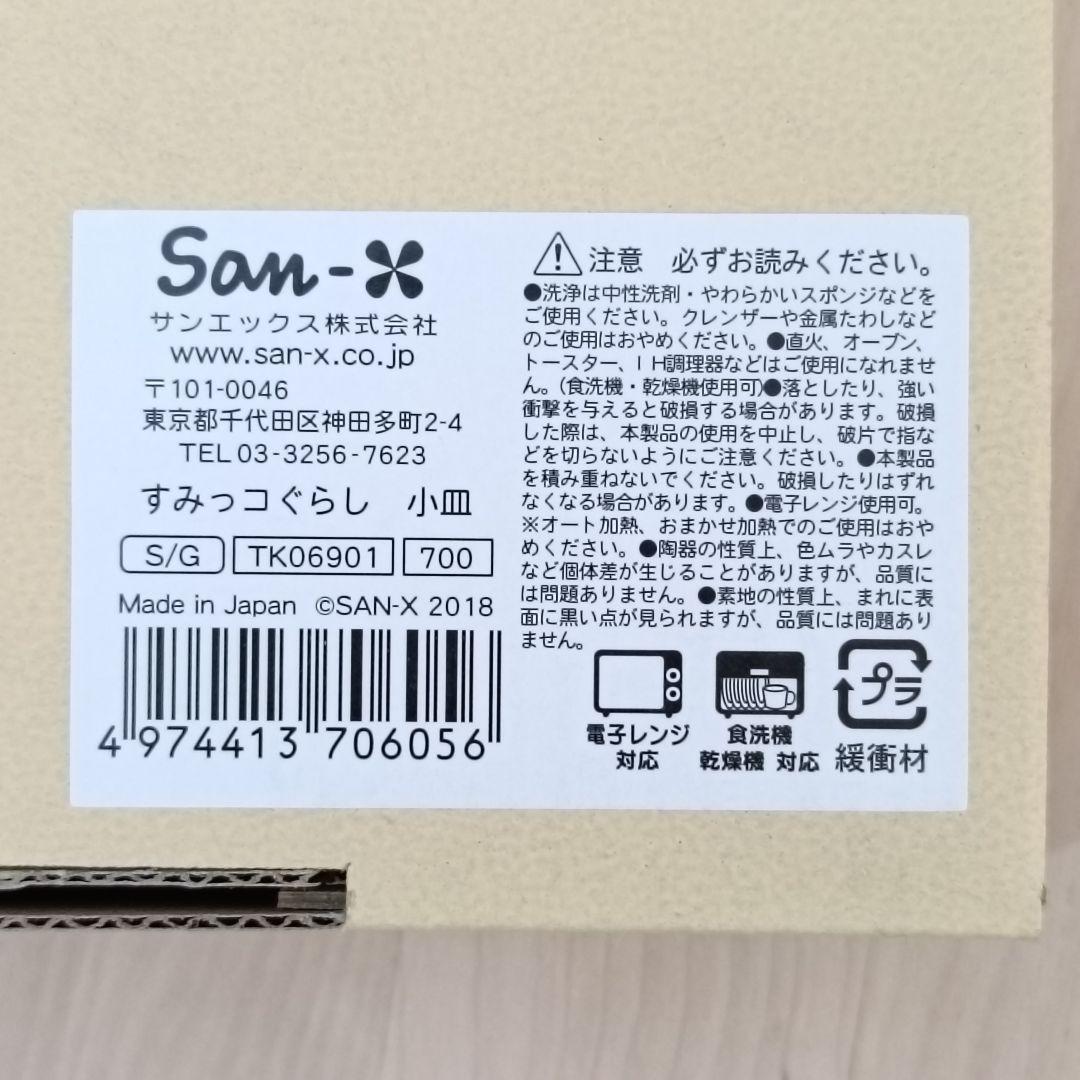 San-X
サンエックス株式会社
www.san-x.co.jp
〒101-0046
東京都千代田区神田多町2-4
TEL 03-3256-7623
すみっコぐらし 小皿
S/G TK06901 700
Made in Japan ©SAN-X 2018
4 974413 706056
注意 必ずお読みください。
●洗浄は中性洗剤・やわらかいスポンジなどを
ご使用ください。クレンザーや金属たわしなど
のご使用はおやめください。●直火、オーブン、
トースター、IH調理器などはご使用になれませ
ん。(食洗機・乾燥機使用可)●落としたり、強い
衝撃を与えると破損する場合があります。破損
した際は、本製品の使用を中止し、破片で指な
どを切らないようにご注意ください。●本製品
を積み重ねないでください。破損したりはずれ
なくなる場合があります。●電子レンジ使用可。
※オート加熱、おまかせ加熱でのご使用はおや
めください。●陶器の性質上、色ムラやカスレ
など個体差が生じることがありますが、品質に
は問題ありません。●素地の性質上、まれに表
面に黒い点が見られますが、品質には問題あり
ません。
電子レンジ
対応
食洗機
乾燥機 対応
プラ
緩衝材